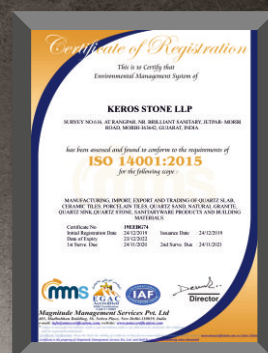 Certificate of Registration
This is to Certify that
Environmental Management System of
KEROS STONE LLP
SURVEY NO.616, AT RANGPAR, NR. BRILLIANT SANITARY, JETPAR- MORBI
ROAD, MORBI-363642, GUJARAT, INDIA
has been assessed and found to conform to the requirements of
ISO 14001:2015
for the following scope :
MANUFACTURING, IMPORT, EXPORT AND TRADING OF QUARTZ SLAB,
CERAMIC TILES, PORCELAIN TILES, QUARTZ SAND, NATURAL GRANITE,
QUARTZ SINK, QUARTZ STONE, SANITARYWARE PRODUCTS AND BUILDING
MATERIALS.
Certificate No
Initial Registration Date 24/12/2019 Issuance Date 24/12/2019
Date of Expiry 23/12/2022
1st Surve. Due 24/11/2020 2nd Surve. Due 24/11/2021
mms
EGAC
IAF
Director
Magnitude Management Services Pvt. Ltd